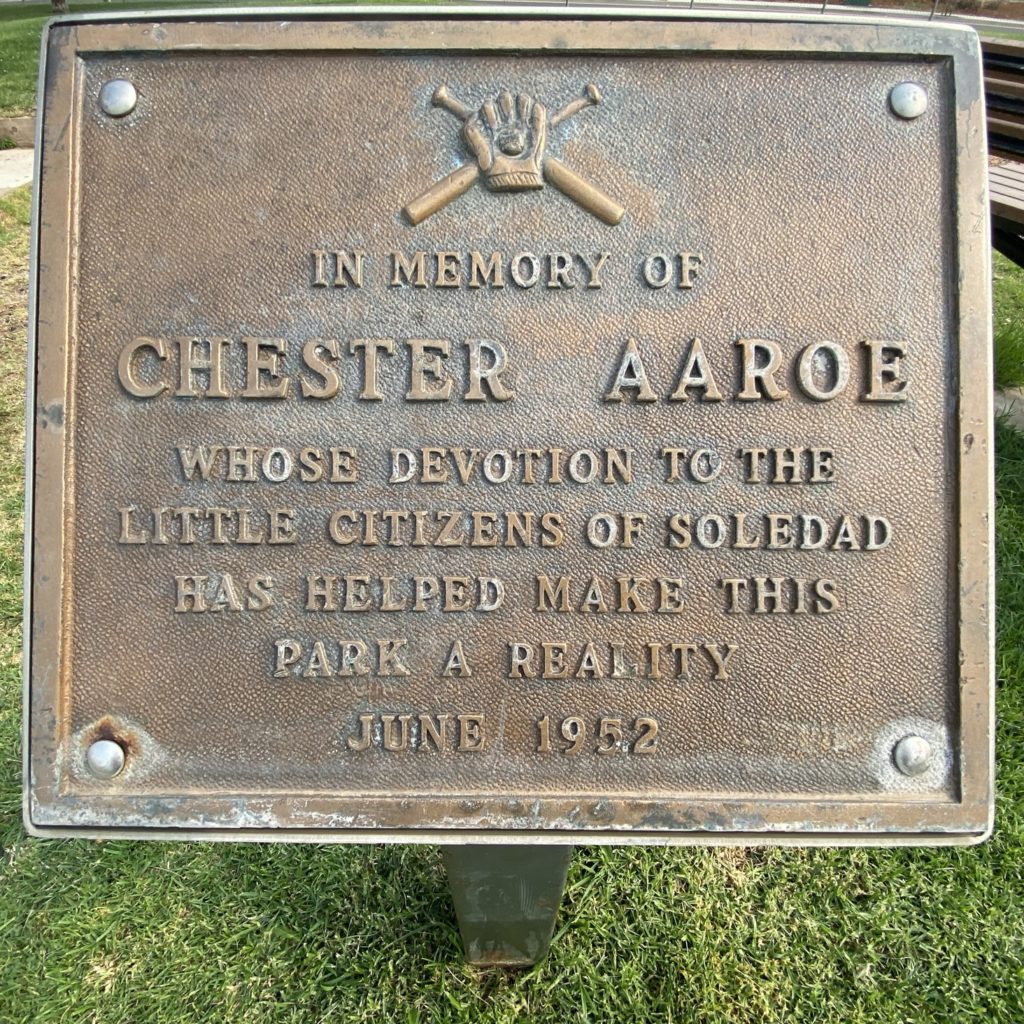 IN MEMORY OF
CHESTER AAROE
WHOSE DEVOTION TO THE
LITTLE CITIZENS OF SOLEDAD
HAS HELPED MAKE THIS
PARK A REALITY
JUNE 1952